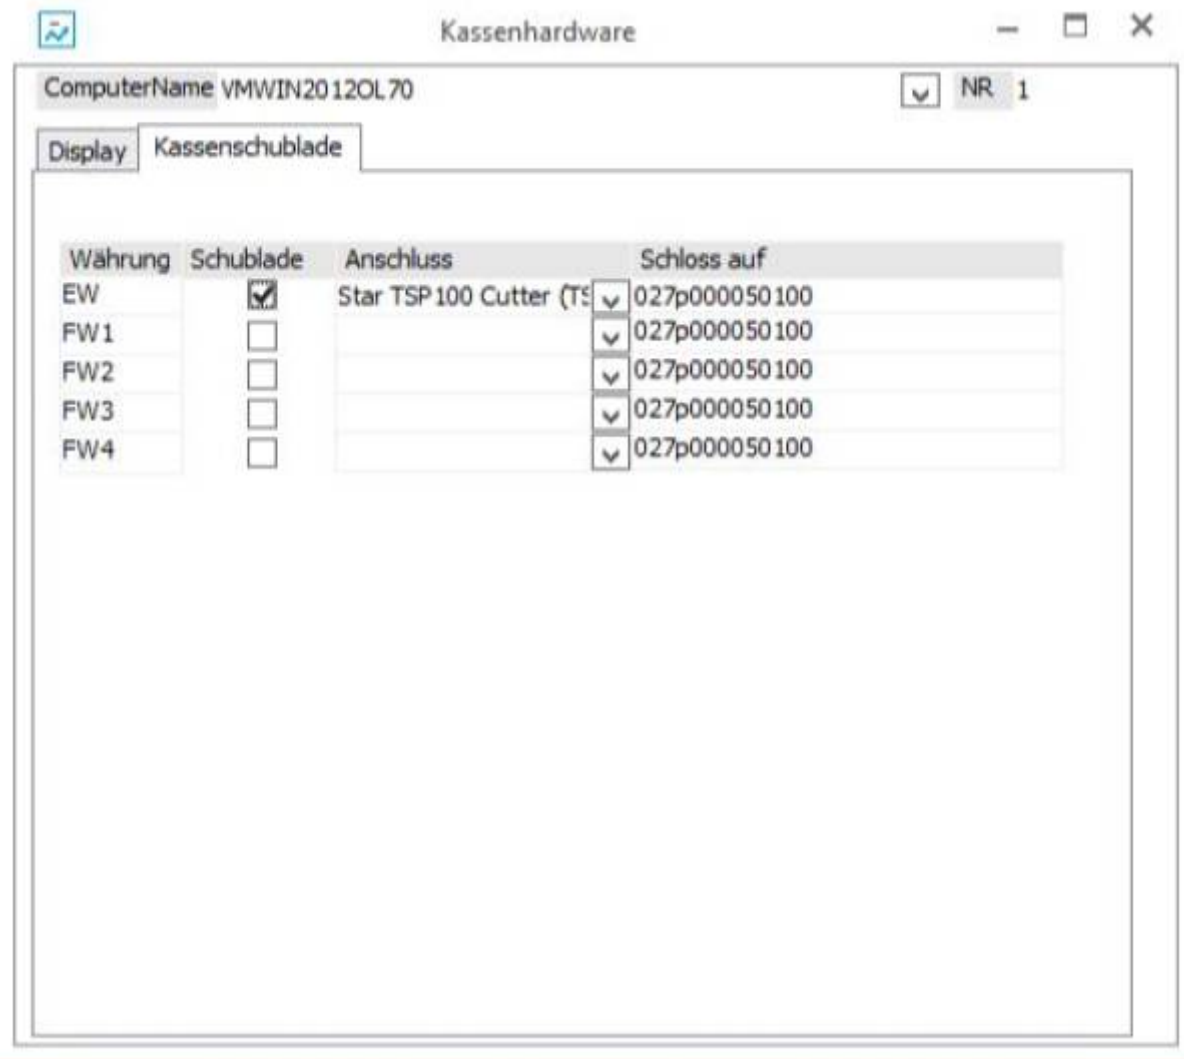 Kassenhardware
ComputerName VMWIN2012OL70 NR 1
Display Kassenschublade
Währung Schublade Anschluss Schloss auf
EW Star TSP100 Cutter (TS 027p000050100
FW1 027p000050100
FW2 027p000050100
FW3 027p000050100
FW4 027p000050100